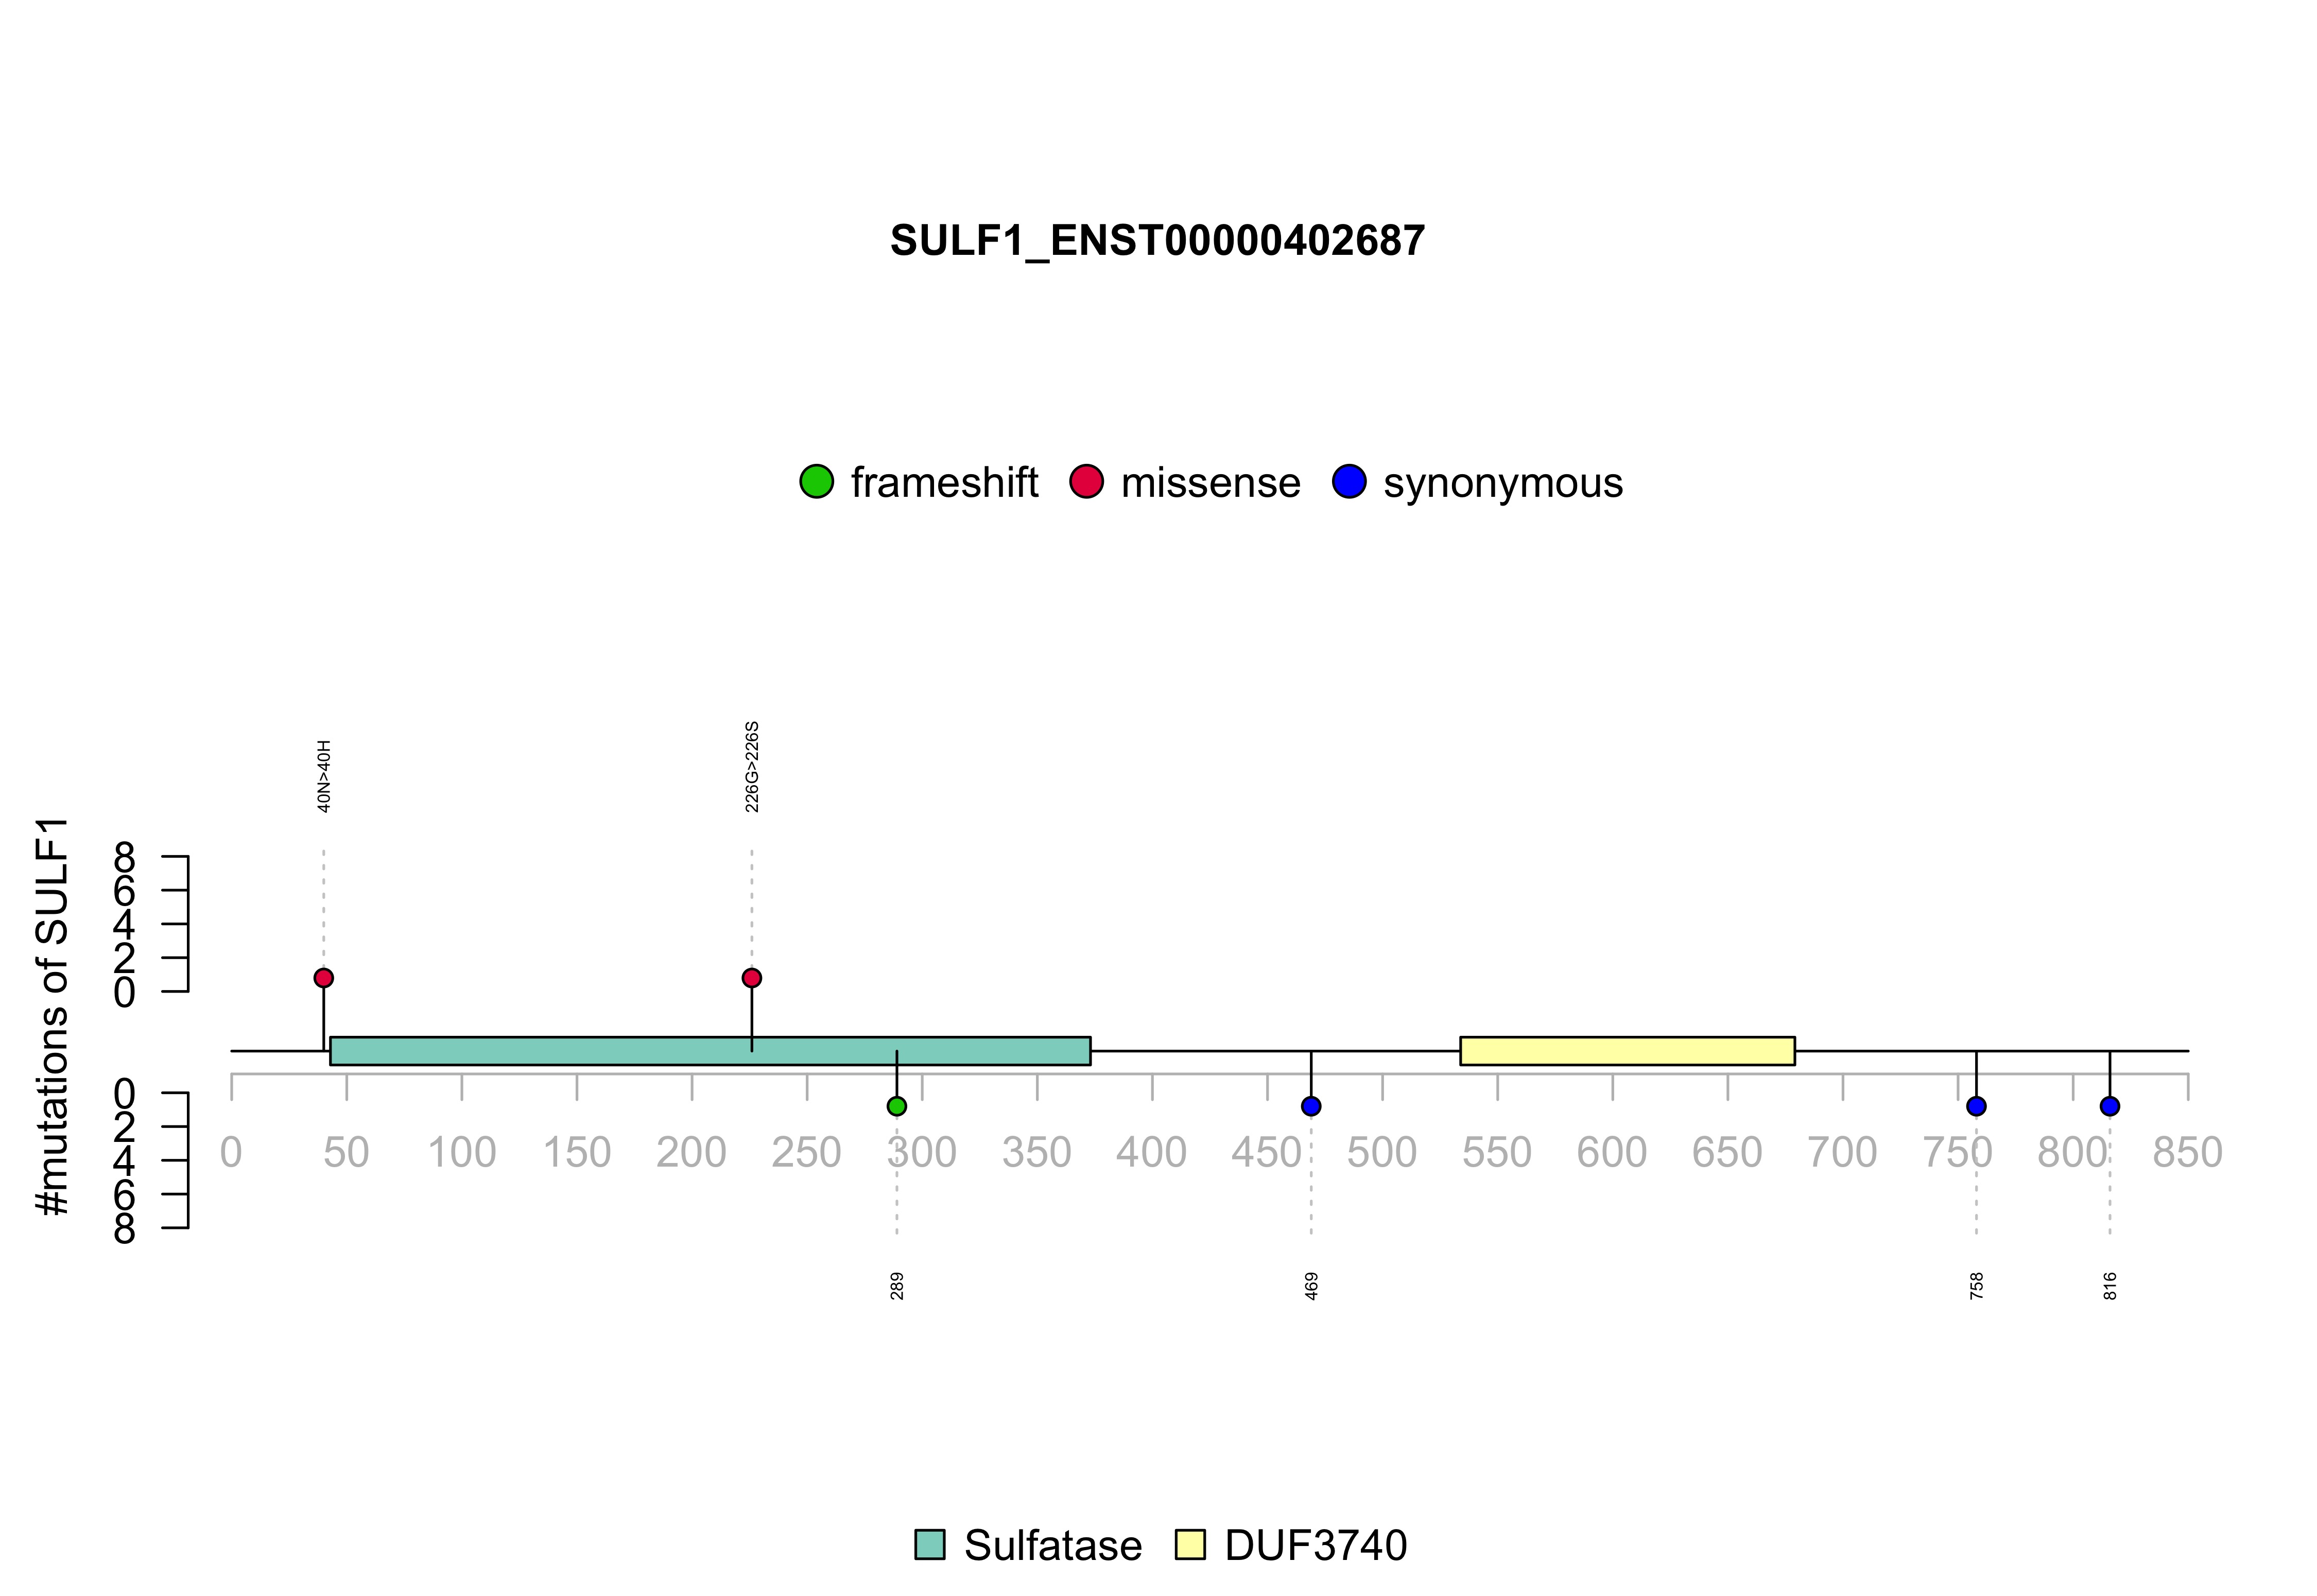 SULF1_ENST00000402687
frameshift missense synonymous
40N>40H
226G>226S
#mutations of SULF1
8
6
4
2
0
0
2
4
6
8
0 50 100 150 200 250 300 350 400 450 500 550 600 650 700 750 800 850
289
469
758
816
Sulfatase DUF3740